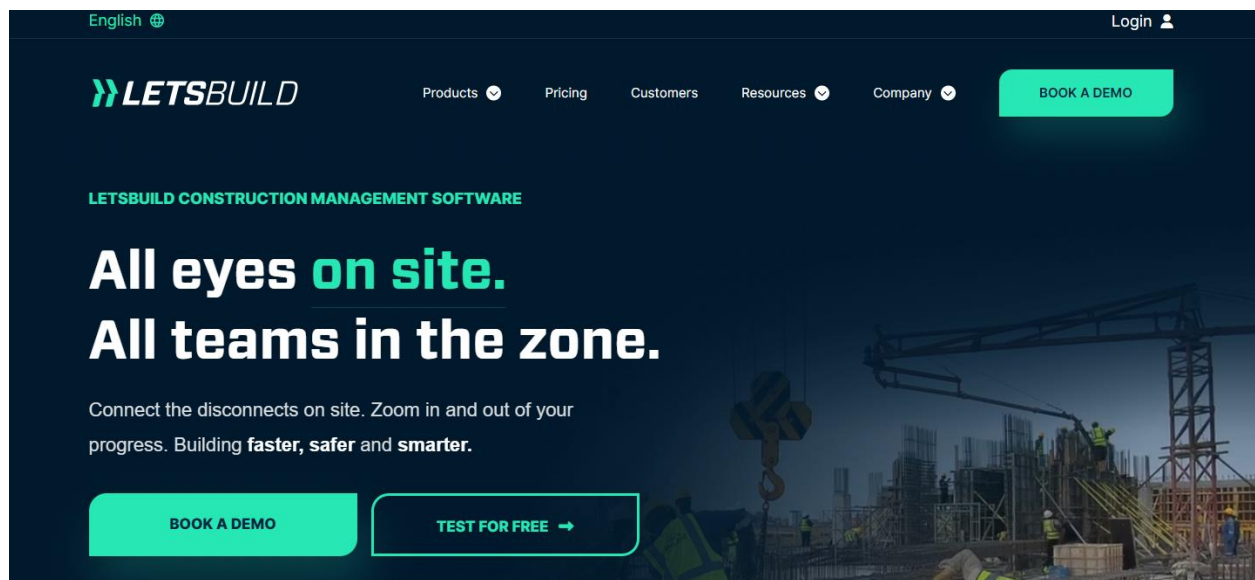 English
Login
LETSBUILD
Products
Pricing
Customers
Resources
Company
BOOK A DEMO
LETSBUILD CONSTRUCTION MANAGEMENT SOFTWARE
All eyes on site.
All teams in the zone.
Connect the disconnects on site. Zoom in and out of your
progress. Building faster, safer and smarter.
BOOK A DEMO
TEST FOR FREE →